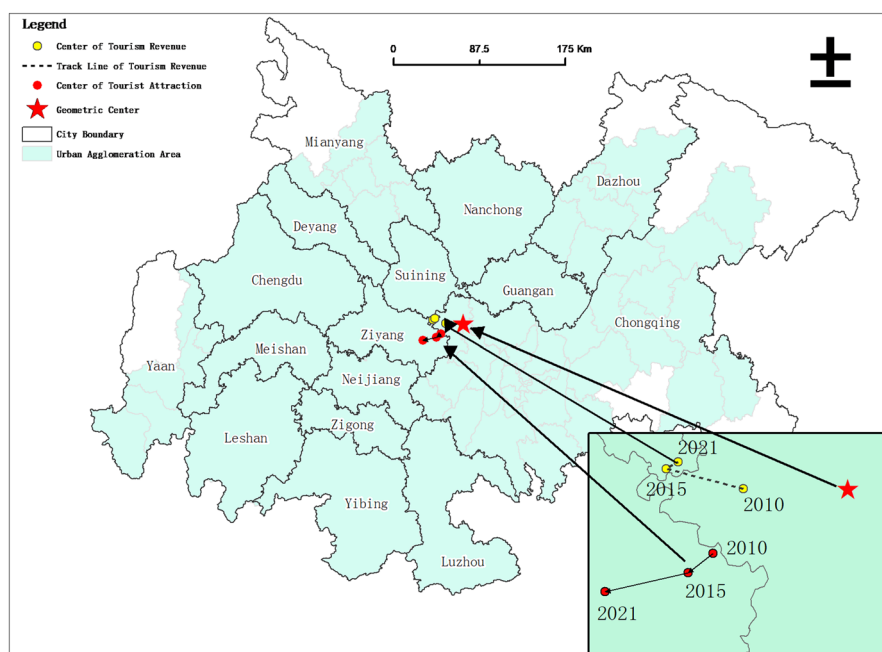 Legend
Center of Tourism Revenue
Track Line of Tourism Revenue
Center of Tourist Attraction
Geometric Center
City Boundary
Urban Agglomeration Area
0 87.5 175 Km
±
Mianyang
Dazhou
Nanchong
Deyang
Suining
Chengdu
Guangan
Chongqing
Ziyang
Meishan
Yaan
Neijiang
Zigong
Leshan
Yibing
Luzhou
2021
2015
2010
2010
2015
2021